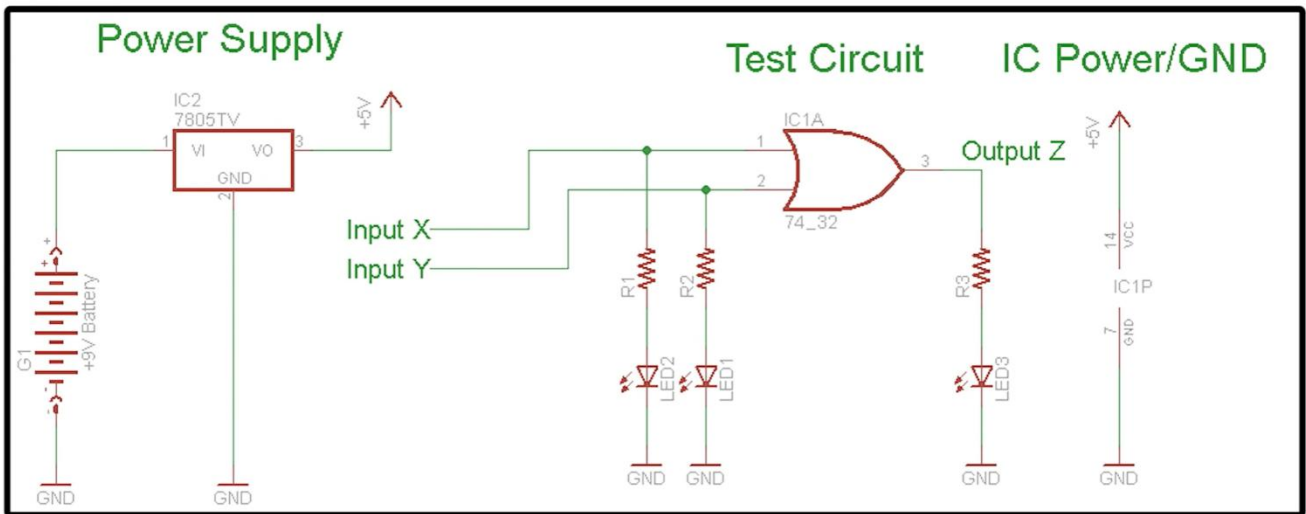 Power Supply
Test Circuit
IC Power/GND
IC2
7805TV
1
VI
VO
3
GND
2
+5V
+
+
G1
+9V Battery
-
-
GND
GND
Input X
Input Y
IC1A
1
2
3
74_32
Output Z
R1
R2
R3
LED2
LED1
LED3
GND
GND
GND
+5V
14
VCC
IC1P
7
GND
GND